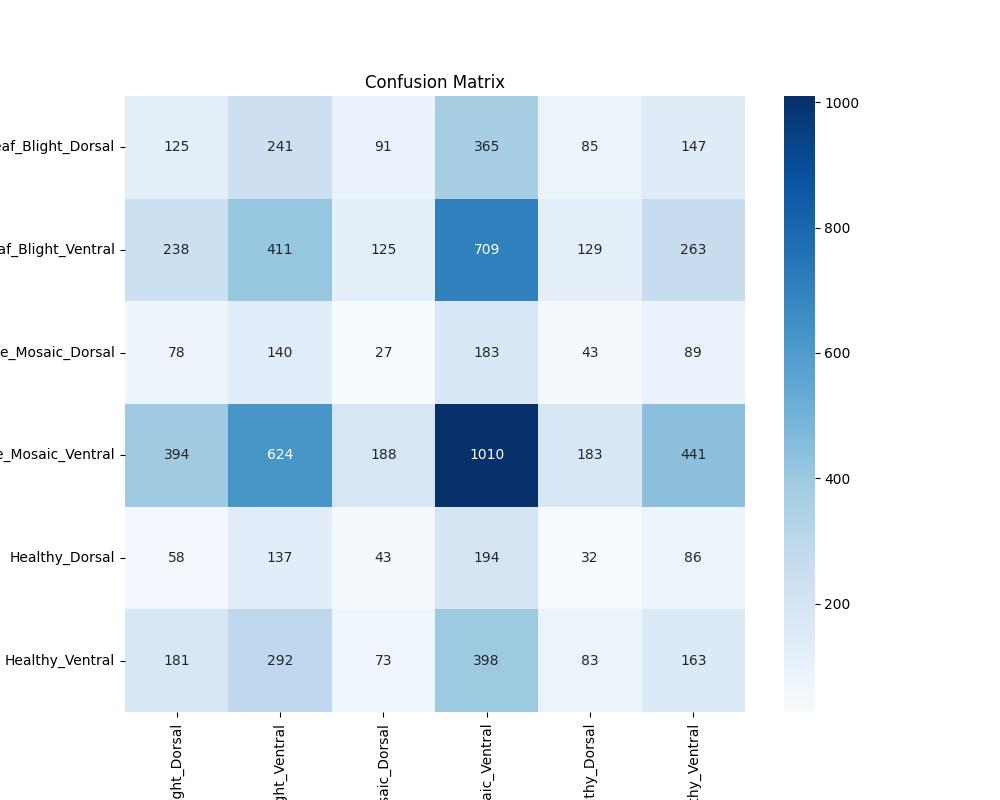 Confusion Matrix
eaf_Blight_Dorsal 125 241 91 365 85 147
af_Blight_Ventral 238 411 125 709 129 263
e_Mosaic_Dorsal 78 140 27 183 43 89
e_Mosaic_Ventral 394 624 188 1010 183 441
Healthy_Dorsal 58 137 43 194 32 86
Healthy_Ventral 181 292 73 398 83 163
ght_Dorsal
ght_Ventral
saic_Dorsal
aic_Ventral
thy_Dorsal
thy_Ventral
1000
800
600
400
200